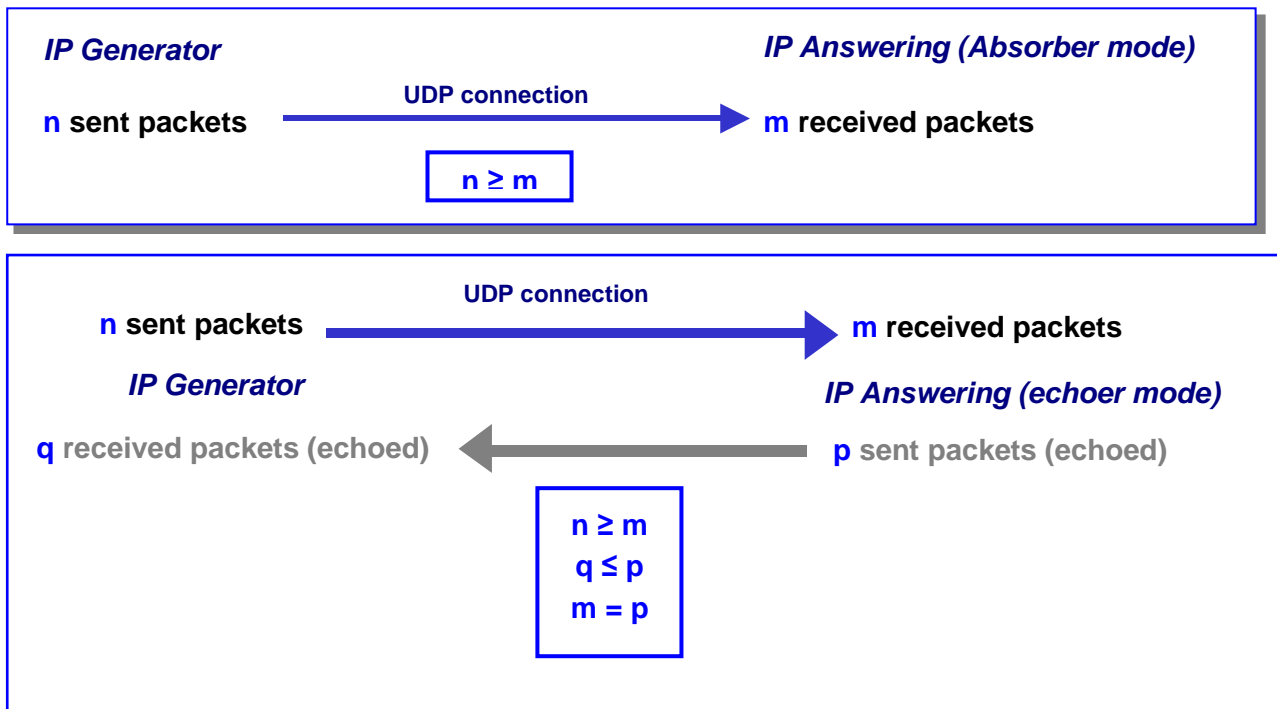 IP Generator
IP Answering (Absorber mode)
UDP connection
n sent packets
m received packets
n ≥ m
UDP connection
n sent packets
m received packets
IP Generator
IP Answering (echoer mode)
q received packets (echoed)
p sent packets (echoed)
n ≥ m
q ≤ p
m = p